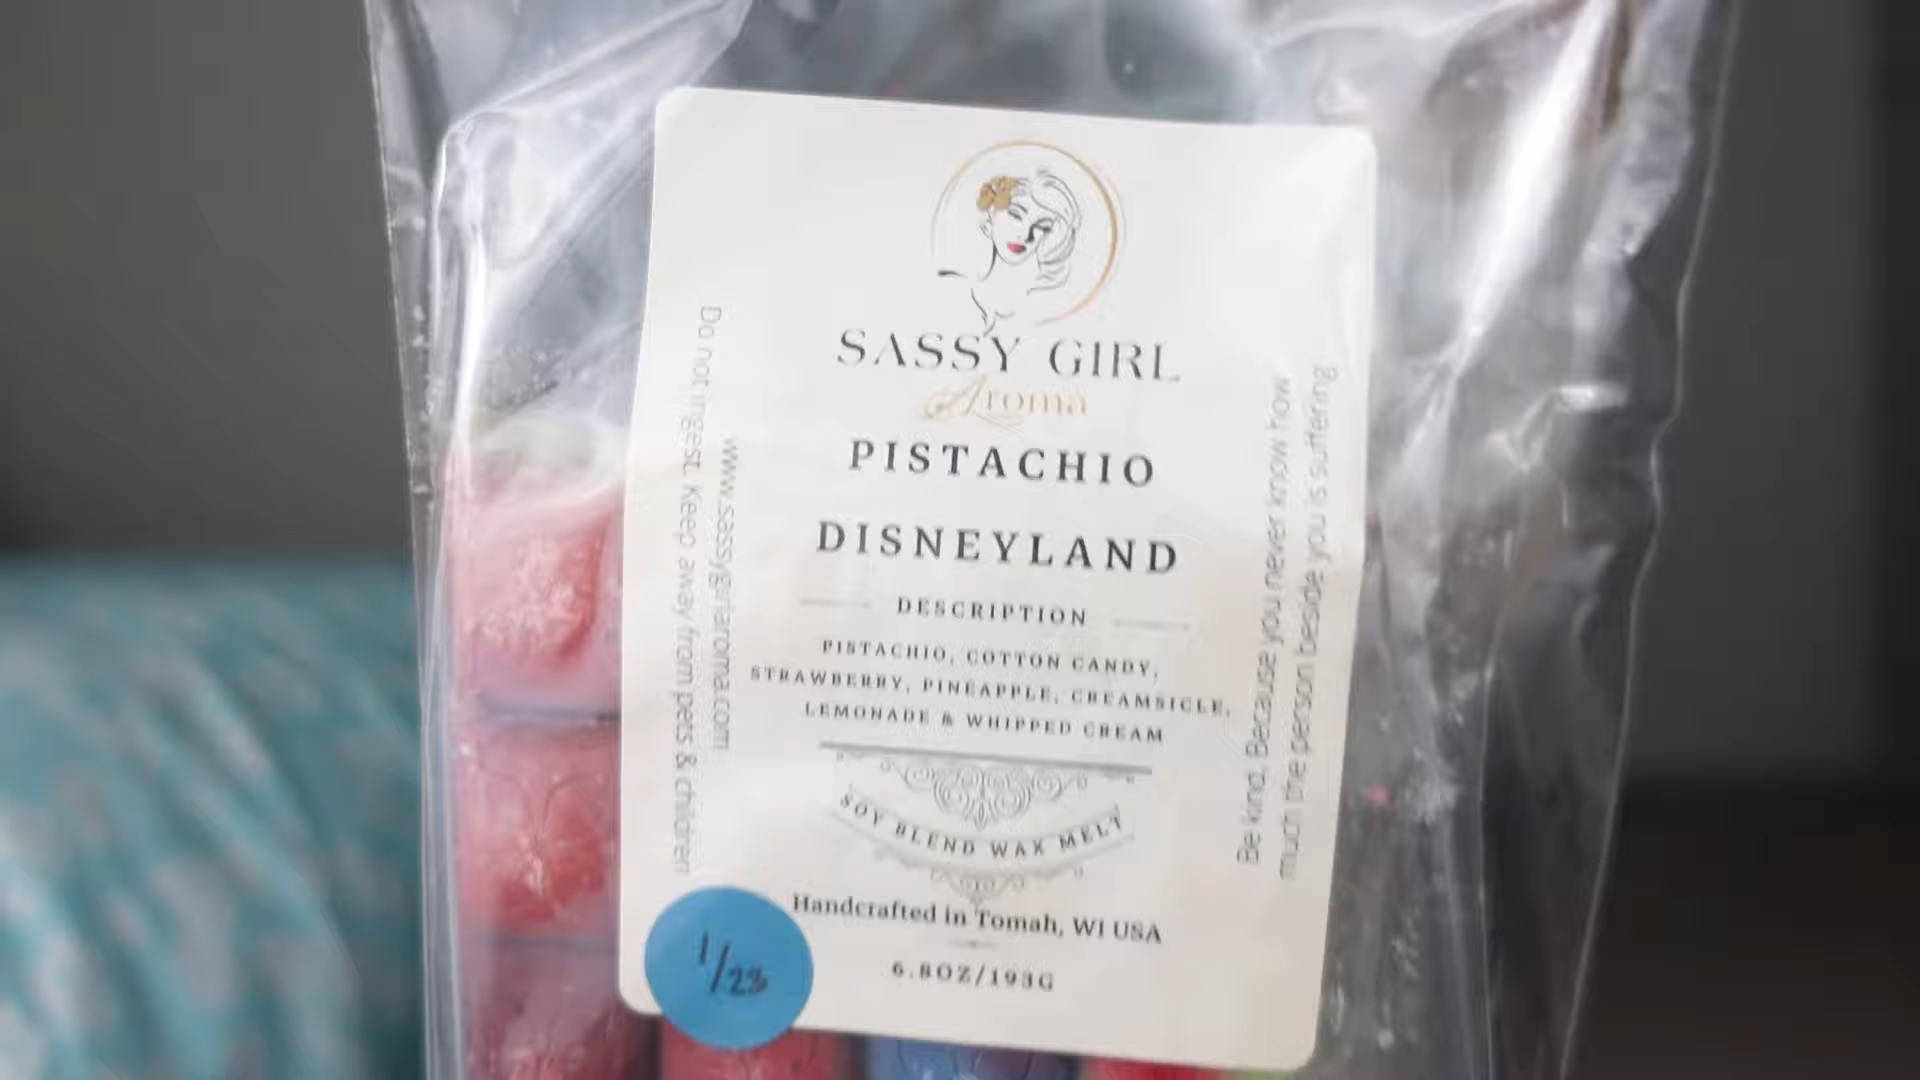 SASSY GIRL
Aroma
PISTACHIO
DISNEYLAND
DESCRIPTION
PISTACHIO, COTTON CANDY,
STRAWBERRY, PINEAPPLE, CREAMSICLE,
LEMONADE & WHIPPED CREAM
SOY BLEND WAX MELT
Handcrafted in Tomah, WI USA
6.8OZ/193G
1/23
Do not ingest. Keep away from pets & children
www.sassygirlaroma.com
Be kind. Because you never know how
much the person beside you is suffering